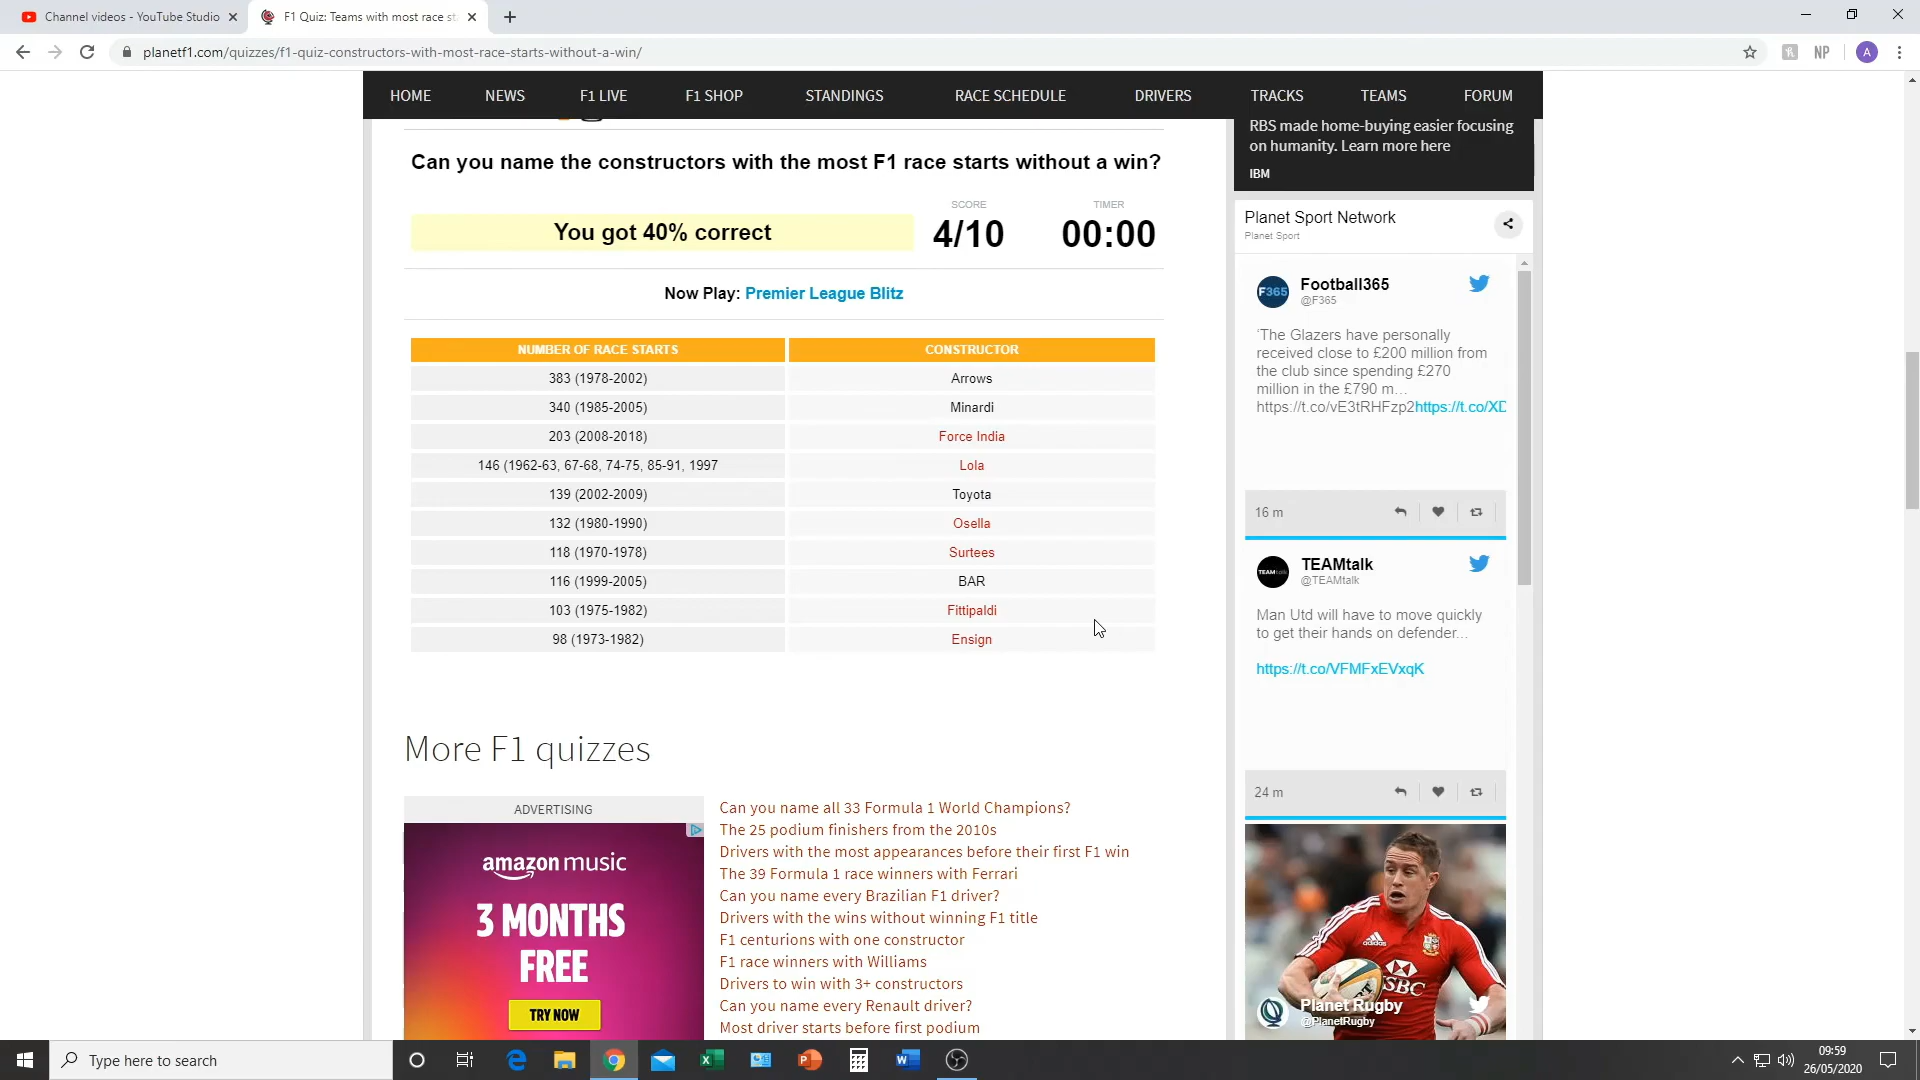 Channel videos - YouTube Studio
F1 Quiz: Teams with most race st
planetf1.com/quizzes/f1-quiz-constructors-with-most-race-starts-without-a-win/
NP
A
HOME NEWS F1 LIVE F1 SHOP STANDINGS RACE SCHEDULE DRIVERS TRACKS TEAMS FORUM
Can you name the constructors with the most F1 race starts without a win?
You got 40% correct
SCORE
4/10
TIMER
00:00
Now Play: Premier League Blitz
NUMBER OF RACE STARTS CONSTRUCTOR
383 (1978-2002) Arrows
340 (1985-2005) Minardi
203 (2008-2018) Force India
146 (1962-63, 67-68, 74-75, 85-91, 1997 Lola
139 (2002-2009) Toyota
132 (1980-1990) Osella
118 (1970-1978) Surtees
116 (1999-2005) BAR
103 (1975-1982) Fittipaldi
98 (1973-1982) Ensign
More F1 quizzes
ADVERTISING
amazon music
3 MONTHS
FREE
TRY NOW
Can you name all 33 Formula 1 World Champions?
The 25 podium finishers from the 2010s
Drivers with the most appearances before their first F1 win
The 39 Formula 1 race winners with Ferrari
Can you name every Brazilian F1 driver?
Drivers with the wins without winning F1 title
F1 centurions with one constructor
F1 race winners with Williams
Drivers to win with 3+ constructors
Can you name every Renault driver?
Most driver starts before first podium
RBS made home-buying easier focusing
on humanity. Learn more here
IBM
Planet Sport Network
Planet Sport
F365
Football365
@F365
'The Glazers have personally
received close to £200 million from
the club since spending £270
million in the £790 m...
https://t.co/vE3tRHFzp2https://t.co/XD
16 m
TEAMtalk
@TEAMtalk
Man Utd will have to move quickly
to get their hands on defender...
https://t.co/VFMFxEVxqK
24 m
adidas
HSBC
Planet Rugby
@PlanetRugby
Type here to search
09:59
26/05/2020